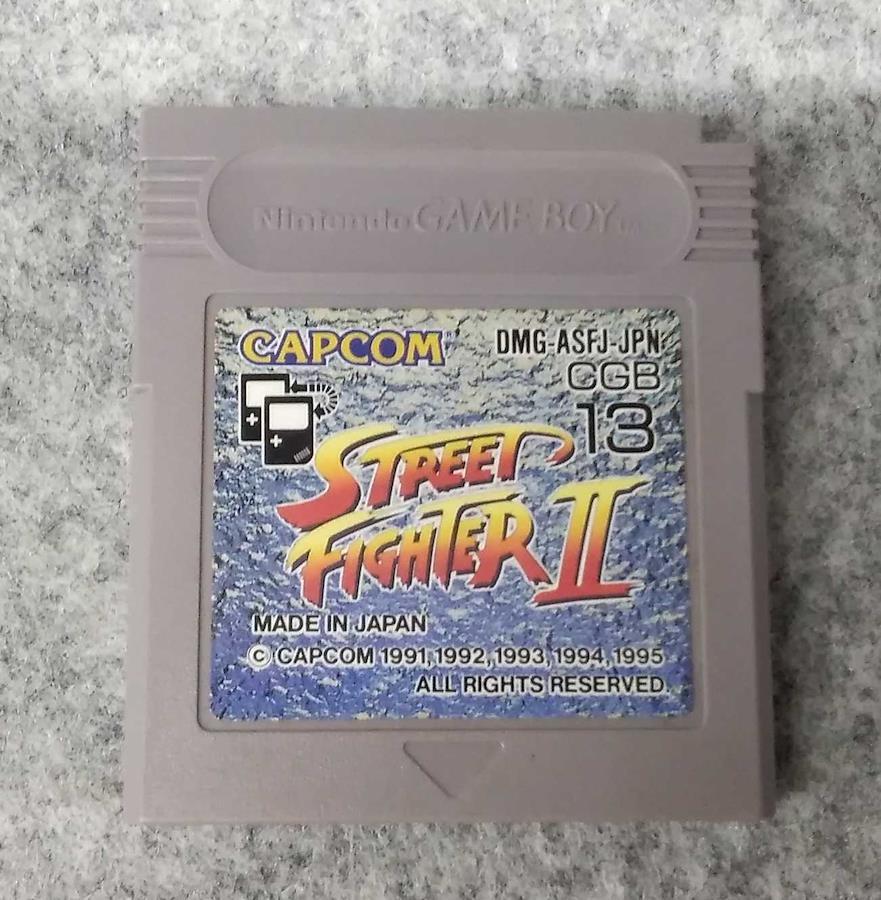 Nintendo GAME BOY TM
CAPCOM
DMG-ASFJ-JPN
CGB
13
STREET
FIGHTER II
MADE IN JAPAN
© CAPCOM 1991, 1992, 1993, 1994, 1995
ALL RIGHTS RESERVED.